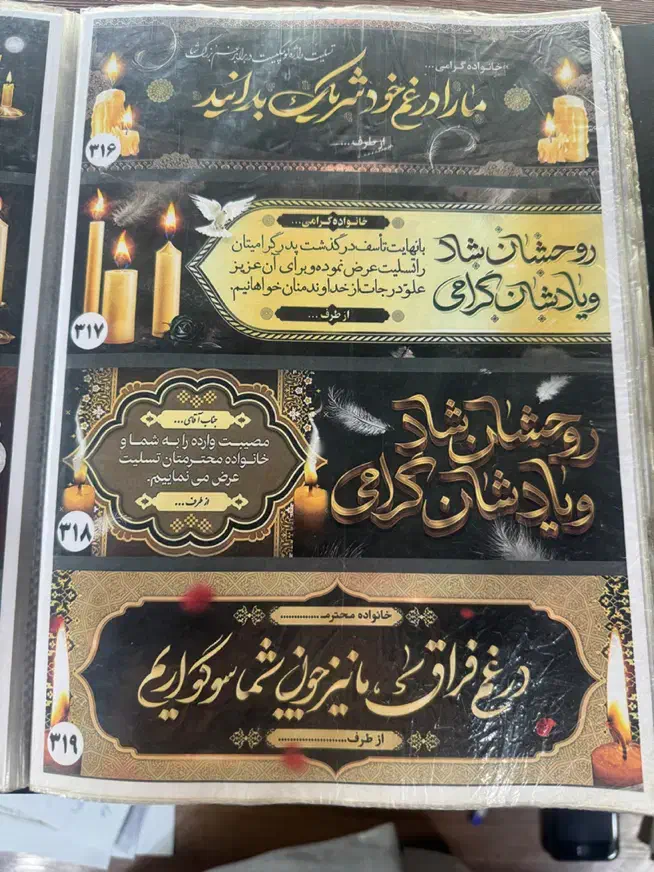 خانواده گرامی...
ما را در غم خود شریک بدانید
از طرف...
۳۱۶
خانواده گرامی...
با نهایت تأسف درگذشت پدر گرامیتان
را تسلیت عرض نموده و برای آن عزیز
علو درجات از خداوند منان خواهانیم.
از طرف...
روحشان شاد
و یادشان گرامی
۳۱۷
روحشان شاد
و یادشان گرامی
جناب آقای...
مصیبت وارده را به شما و
خانواده محترمتان تسلیت
عرض می نماییم.
از طرف...
۳۱۸
خانواده محترم..............
در غم فراق، ما نیز چون شما سوگواریم
از طرف.......................
۳۱۹